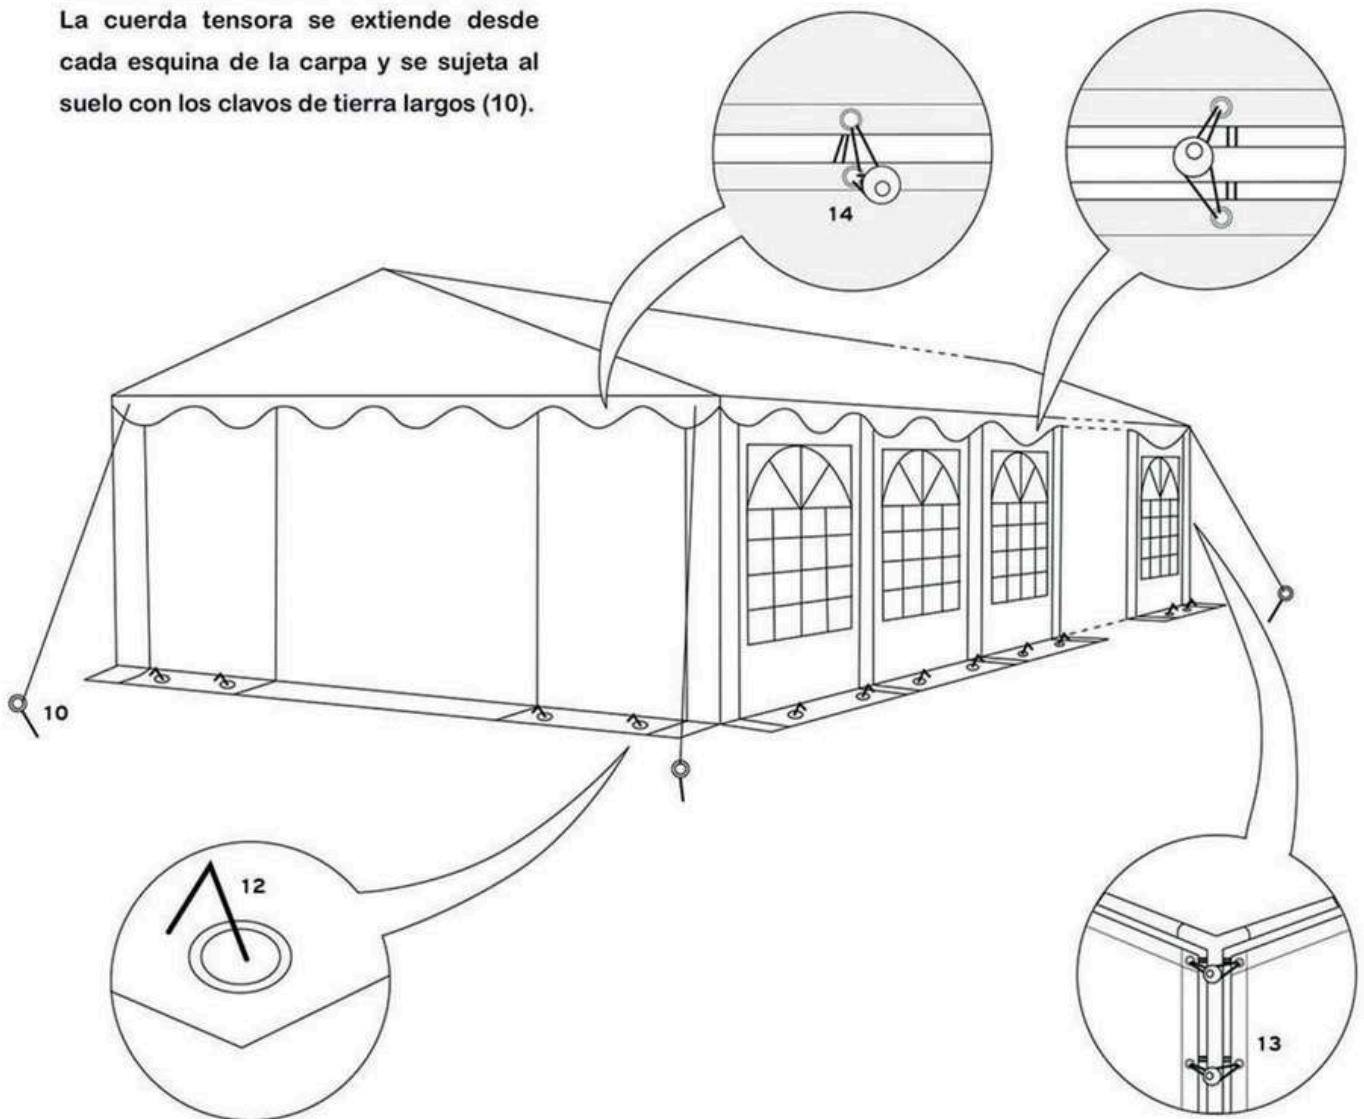 La cuerda tensora se extiende desde
cada esquina de la carpa y se sujeta al
suelo con los clavos de tierra largos (10).
14
10
12
13